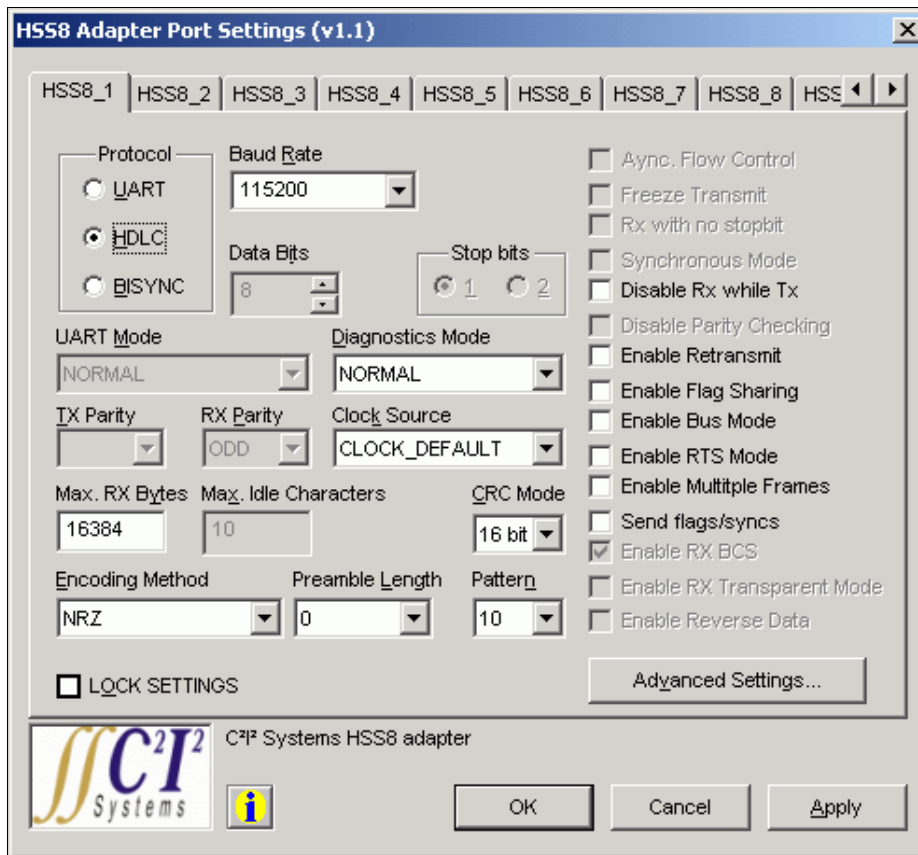 HSS8 Adapter Port Settings (v1.1)
HSS8_1 HSS8_2 HSS8_3 HSS8_4 HSS8_5 HSS8_6 HSS8_7 HSS8_8 HSS
Protocol
UART
HDLC
BISYNC
Baud Rate
115200
Data Bits
8
Stop bits
1 2
UART Mode
NORMAL
Diagnostics Mode
NORMAL
TX Parity
RX Parity
ODD
Clock Source
CLOCK_DEFAULT
Max. RX Bytes
16384
Max. Idle Characters
10
CRC Mode
16 bit
Encoding Method
NRZ
Preamble Length
0
Pattern
10
LOCK SETTINGS
Aync. Flow Control
Freeze Transmit
Rx with no stopbit
Synchronous Mode
Disable Rx while Tx
Disable Parity Checking
Enable Retransmit
Enable Flag Sharing
Enable Bus Mode
Enable RTS Mode
Enable Multitple Frames
Send flags/syncs
Enable RX BCS
Enable RX Transparent Mode
Enable Reverse Data
Advanced Settings...
C²I²
Systems
C²I² Systems HSS8 adapter
i
OK Cancel Apply